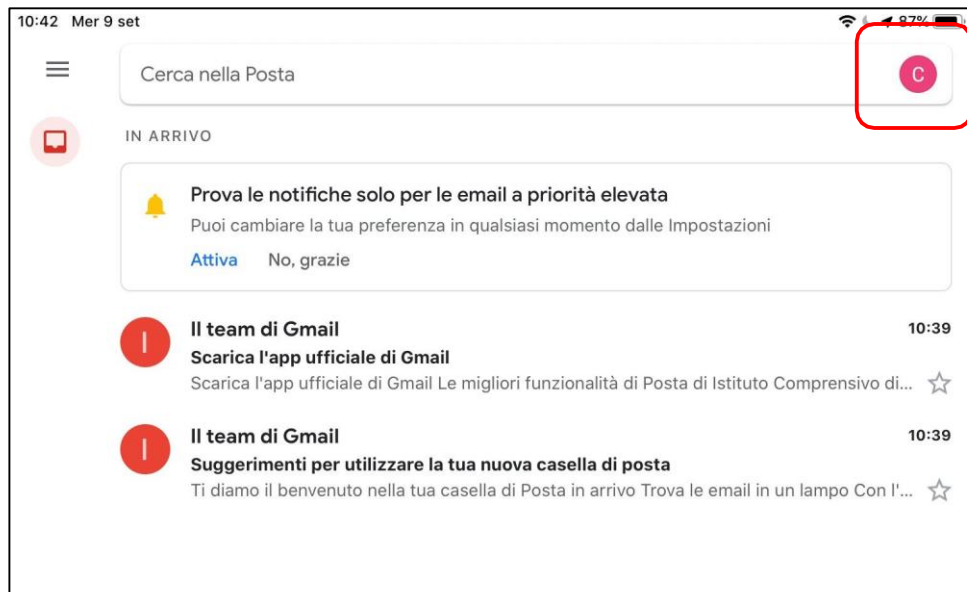 10:42 Mer 9 set
87%
Cerca nella Posta
C
IN ARRIVO
Prova le notifiche solo per le email a priorità elevata
Puoi cambiare la tua preferenza in qualsiasi momento dalle Impostazioni
Attiva No, grazie
I
Il team di Gmail 10:39
Scarica l'app ufficiale di Gmail
Scarica l'app ufficiale di Gmail Le migliori funzionalità di Posta di Istituto Comprensivo di...
I
Il team di Gmail 10:39
Suggerimenti per utilizzare la tua nuova casella di posta
Ti diamo il benvenuto nella tua casella di Posta in arrivo Trova le email in un lampo Con l'...